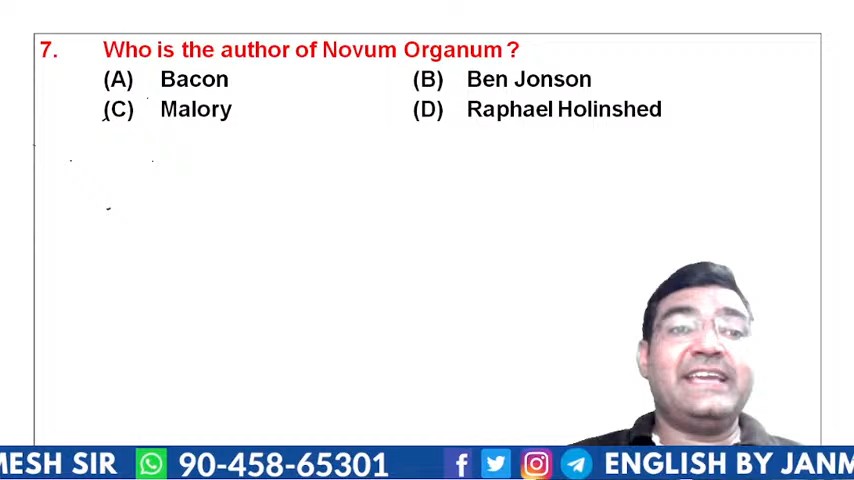 7. Who is the author of Novum Organum ?
(A) Bacon (B) Ben Jonson
(C) Malory (D) Raphael Holinshed
MESH SIR 90-458-65301 ENGLISH BY JANM